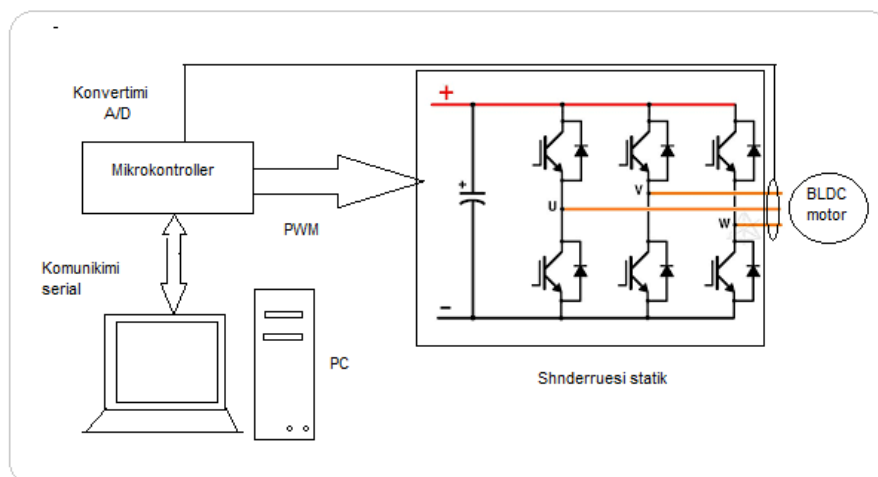 -
Konvertimi
A/D
Mikrokontroller
PWM
Komunikimi
serial
PC
+
+
U
V
W
-
BLDC
motor
Shnderruesi statik